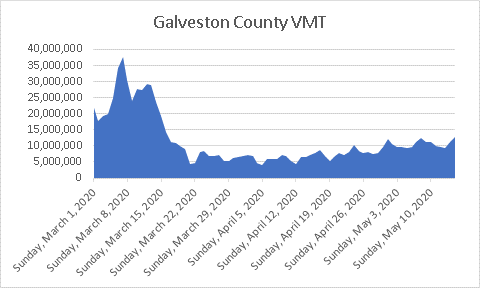 Galveston County VMT
40,000,000
35,000,000
30,000,000
25,000,000
20,000,000
15,000,000
10,000,000
5,000,000
0
Sunday, March 1, 2020
Sunday, March 8, 2020
Sunday, March 15, 2020
Sunday, March 22, 2020
Sunday, March 29, 2020
Sunday, April 5, 2020
Sunday, April 12, 2020
Sunday, April 19, 2020
Sunday, April 26, 2020
Sunday, May 3, 2020
Sunday, May 10, 2020